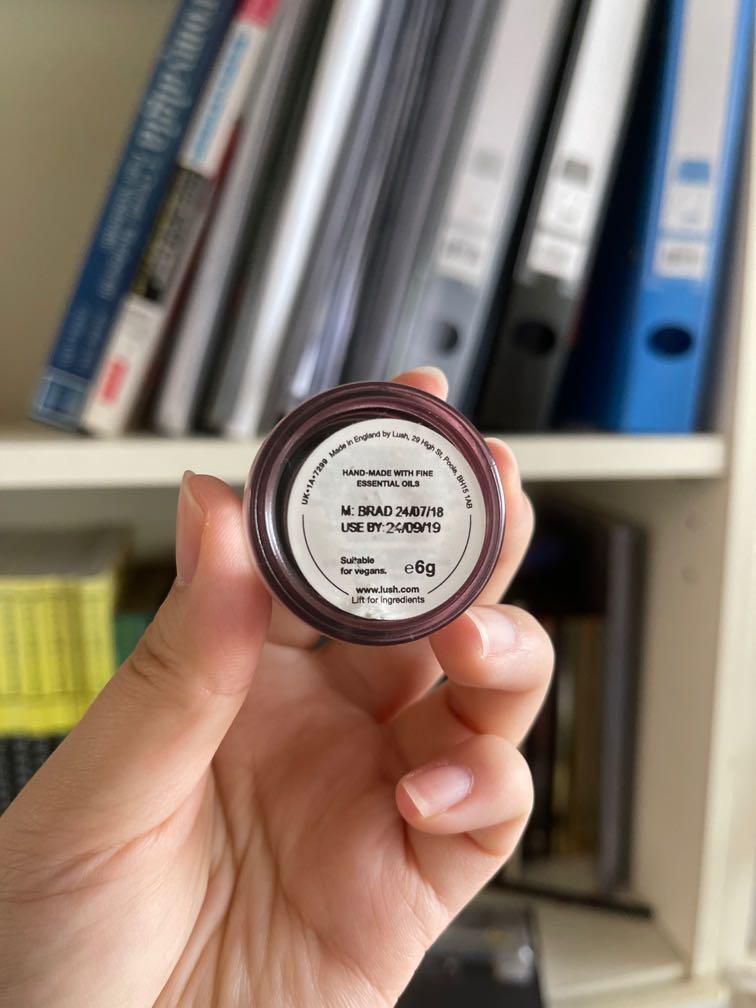 UK•1A•7299 Made in England by Lush, 29 High St, Poole, BH15 1AB
HAND-MADE WITH FINE
ESSENTIAL OILS
M: BRAD 24/07/18
USE BY: 24/09/19
Suitable
for vegans.
e6g
www.lush.com
Lift for ingredients